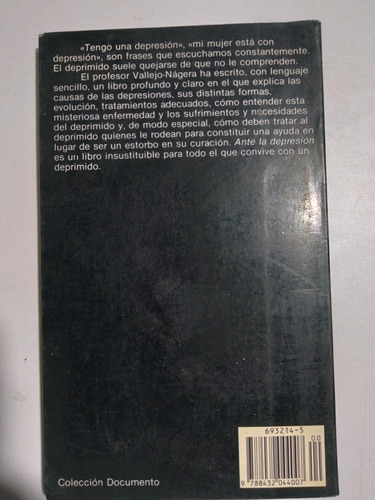 «Tengo una depresión», «mi mujer está con
depresión», son frases que escuchamos constantemente.
El deprimido suele quejarse de que no le comprenden.
El profesor Vallejo-Nágera ha escrito, con lenguaje
sencillo, un libro profundo y claro en el que explica las
causas de las depresiones, sus distintas formas,
evolución, tratamientos adecuados, cómo entender esta
misteriosa enfermedad y los sufrimientos y necesidades
del deprimido y, de modo especial, cómo deben tratar al
deprimido quienes le rodean para constituir una ayuda en
lugar de ser un estorbo en su curación. Ante la depresión
es un libro insustituible para todo el que convive con un
deprimido.
693214-5
00
9 788432 044007
Colección Documento